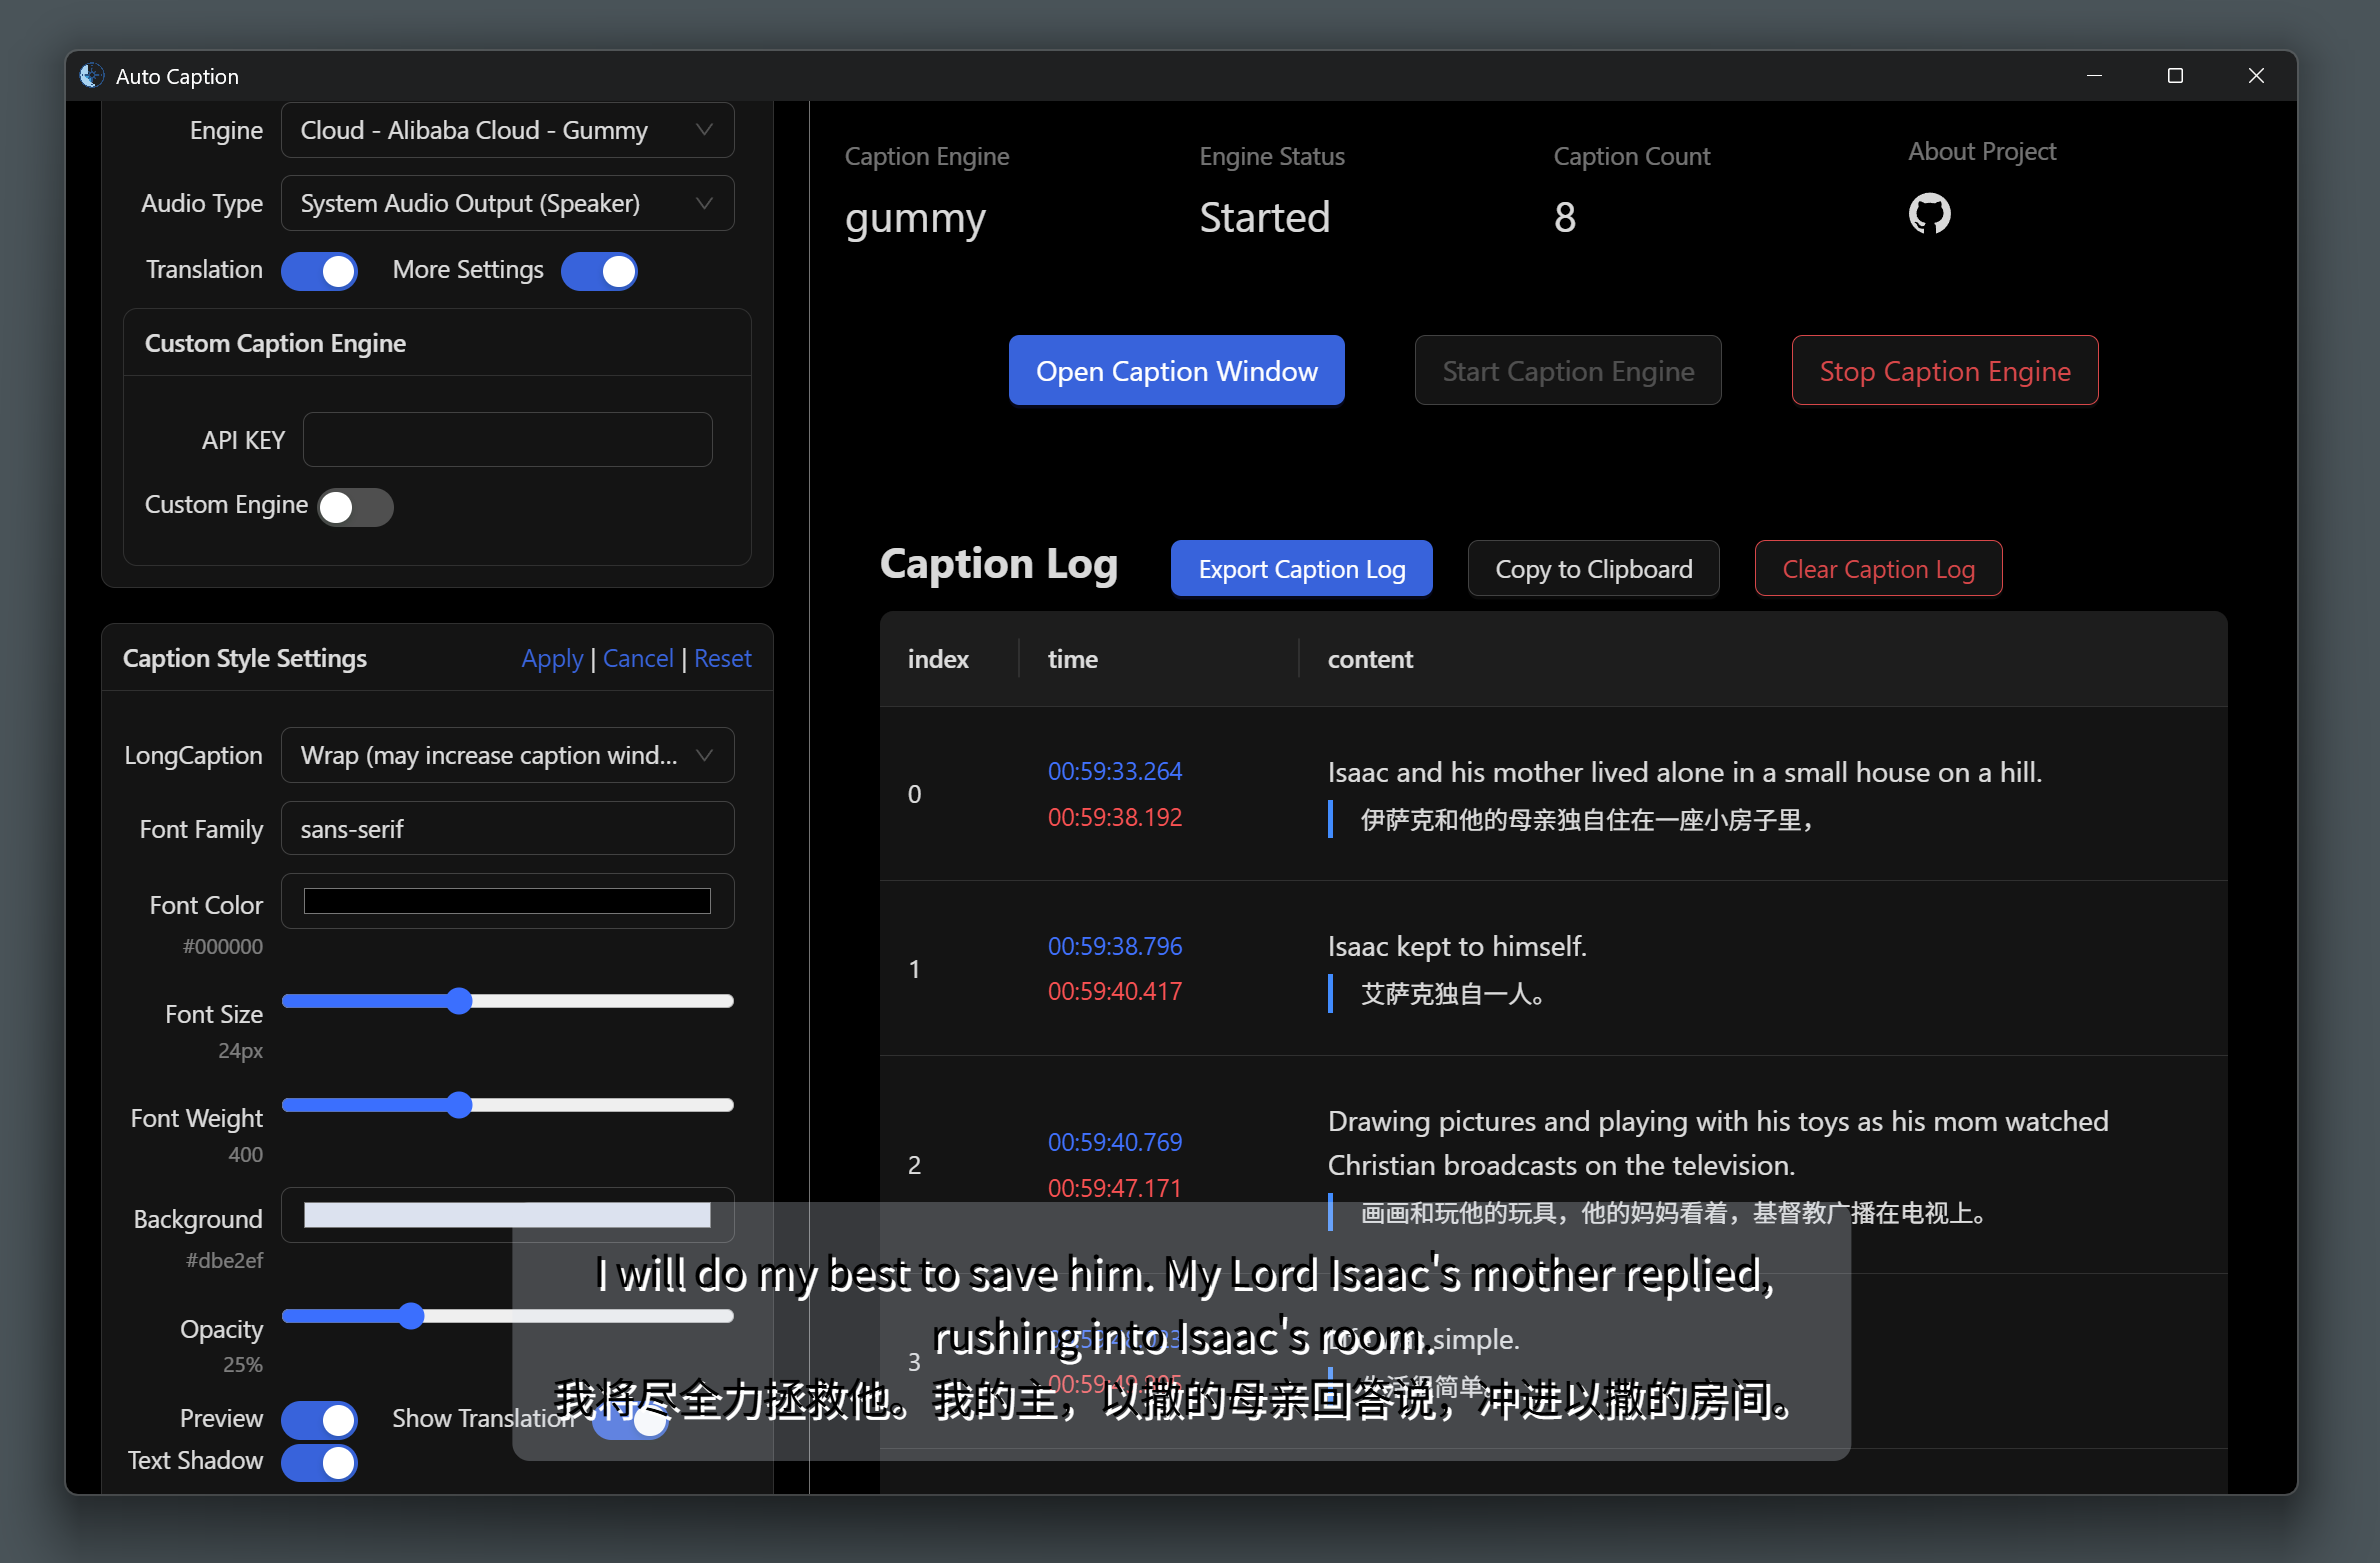 Auto Caption
Engine
Cloud - Alibaba Cloud - Gummy
Audio Type
System Audio Output (Speaker)
Translation
More Settings
Custom Caption Engine
API KEY
Custom Engine
Caption Style Settings
Apply | Cancel | Reset
LongCaption
Wrap (may increase caption wind...
Font Family
sans-serif
Font Color
#000000
Font Size
24px
Font Weight
400
Background
#dbe2ef
Opacity
25%
Preview
Show Translation
Text Shadow
Caption Engine
gummy
Engine Status
Started
Caption Count
8
About Project
Open Caption Window
Start Caption Engine
Stop Caption Engine
Caption Log
Export Caption Log
Copy to Clipboard
Clear Caption Log
index
time
content
0
00:59:33.264
00:59:38.192
Isaac and his mother lived alone in a small house on a hill.
伊萨克和他的母亲独自住在一座小房子里，
1
00:59:38.796
00:59:40.417
Isaac kept to himself.
艾萨克独自一人。
2
00:59:40.769
00:59:47.171
Drawing pictures and playing with his toys as his mom watched
Christian broadcasts on the television.
画画和玩他的玩具，他的妈妈看着，基督教广播在电视上。
3
simple.
I will do my best to save him. My Lord Isaac's mother replied,
rushing into Isaac's room.
我将尽全力拯救他。我的主，以撒的母亲回答说，冲进以撒的房间。